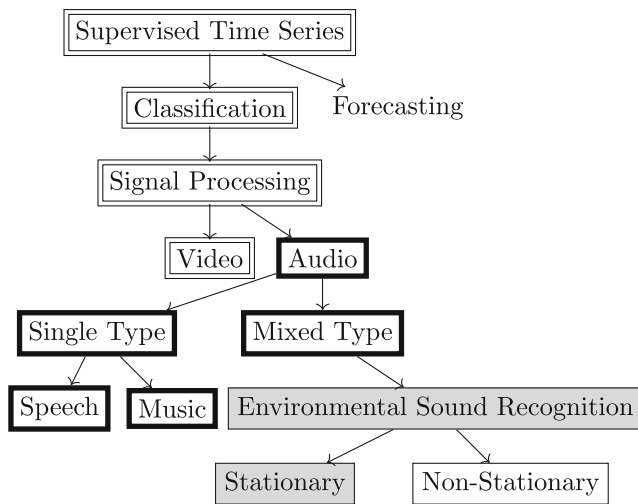 Supervised Time Series
Classification
Forecasting
Signal Processing
Video
Audio
Single Type
Mixed Type
Speech
Music
Environmental Sound Recognition
Stationary
Non-Stationary